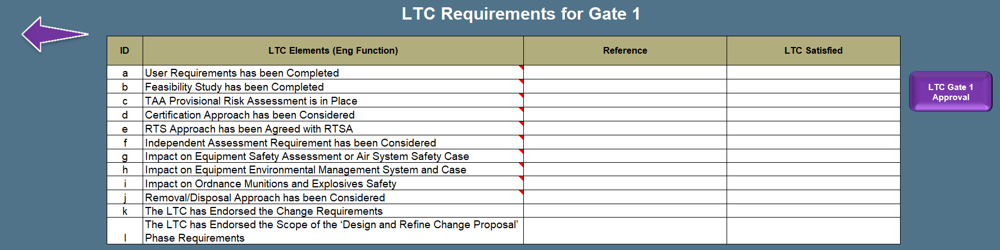 LTC Requirements for Gate 1
ID LTC Elements (Eng Function) Reference LTC Satisfied
a User Requirements has been Completed
b Feasibility Study has been Completed
c TAA Provisional Risk Assessment is in Place
d Certification Approach has been Considered
e RTS Approach has been Agreed with RTSA
f Independent Assessment Requirement has been Considered
g Impact on Equipment Safety Assessment or Air System Safety Case
h Impact on Equipment Environmental Management System and Case
i Impact on Ordnance Munitions and Explosives Safety
j Removal/Disposal Approach has been Considered
k The LTC has Endorsed the Change Requirements
The LTC has Endorsed the Scope of the ‘Design and Refine Change Proposal’
l Phase Requirements
LTC Gate 1
Approval